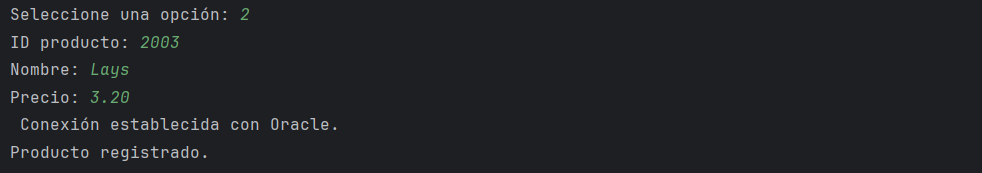 Seleccione una opción: 2
ID producto: 2003
Nombre: Lays
Precio: 3.20
Conexión establecida con Oracle.
Producto registrado.